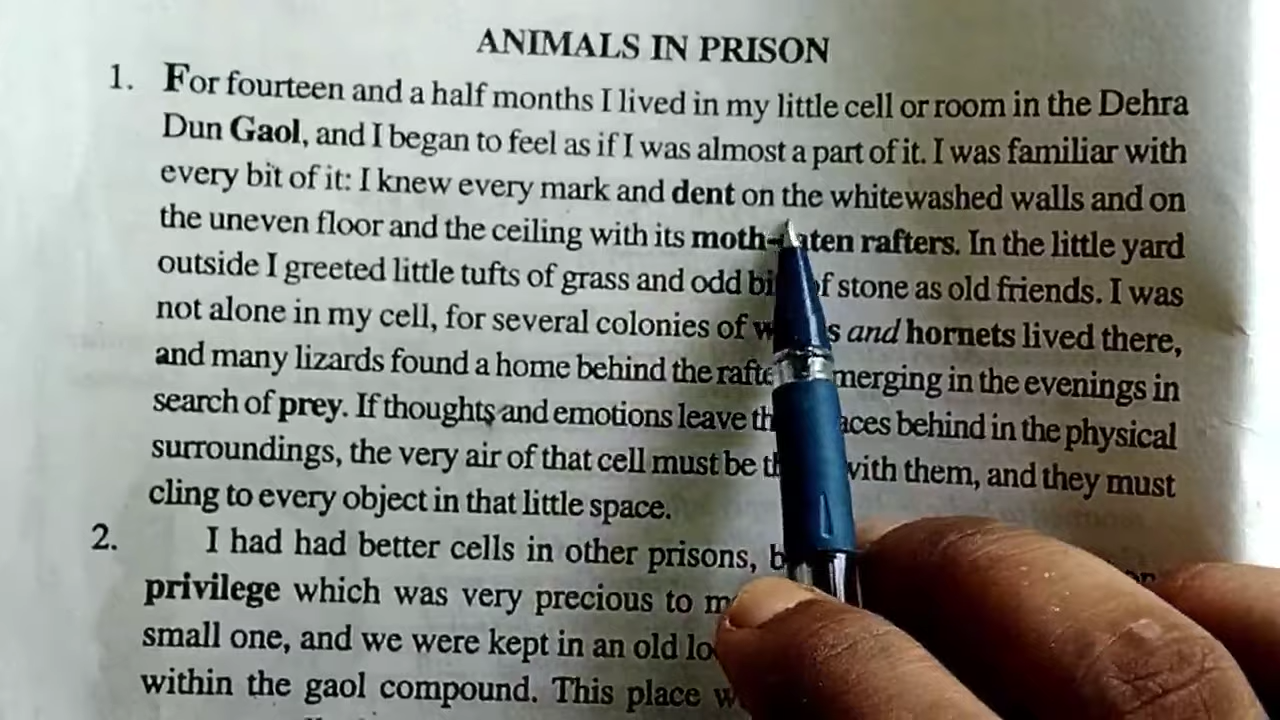 ANIMALS IN PRISON
1. For fourteen and a half months I lived in my little cell or room in the Dehra
Dun Gaol, and I began to feel as if I was almost a part of it. I was familiar with
every bit of it: I knew every mark and dent on the whitewashed walls and on
the uneven floor and the ceiling with its moth-eaten rafters. In the little yard
outside I greeted little tufts of grass and odd bits of stone as old friends. I was
not alone in my cell, for several colonies of and hornets lived there,
and many lizards found a home behind the rafters, emerging in the evenings in
search of prey. If thoughts and emotions leave their traces behind in the physical
surroundings, the very air of that cell must be with them, and they must
cling to every object in that little space.
2. I had had better cells in other prisons,
privilege which was very precious to
small one, and we were kept in an old
within the gaol compound. This place